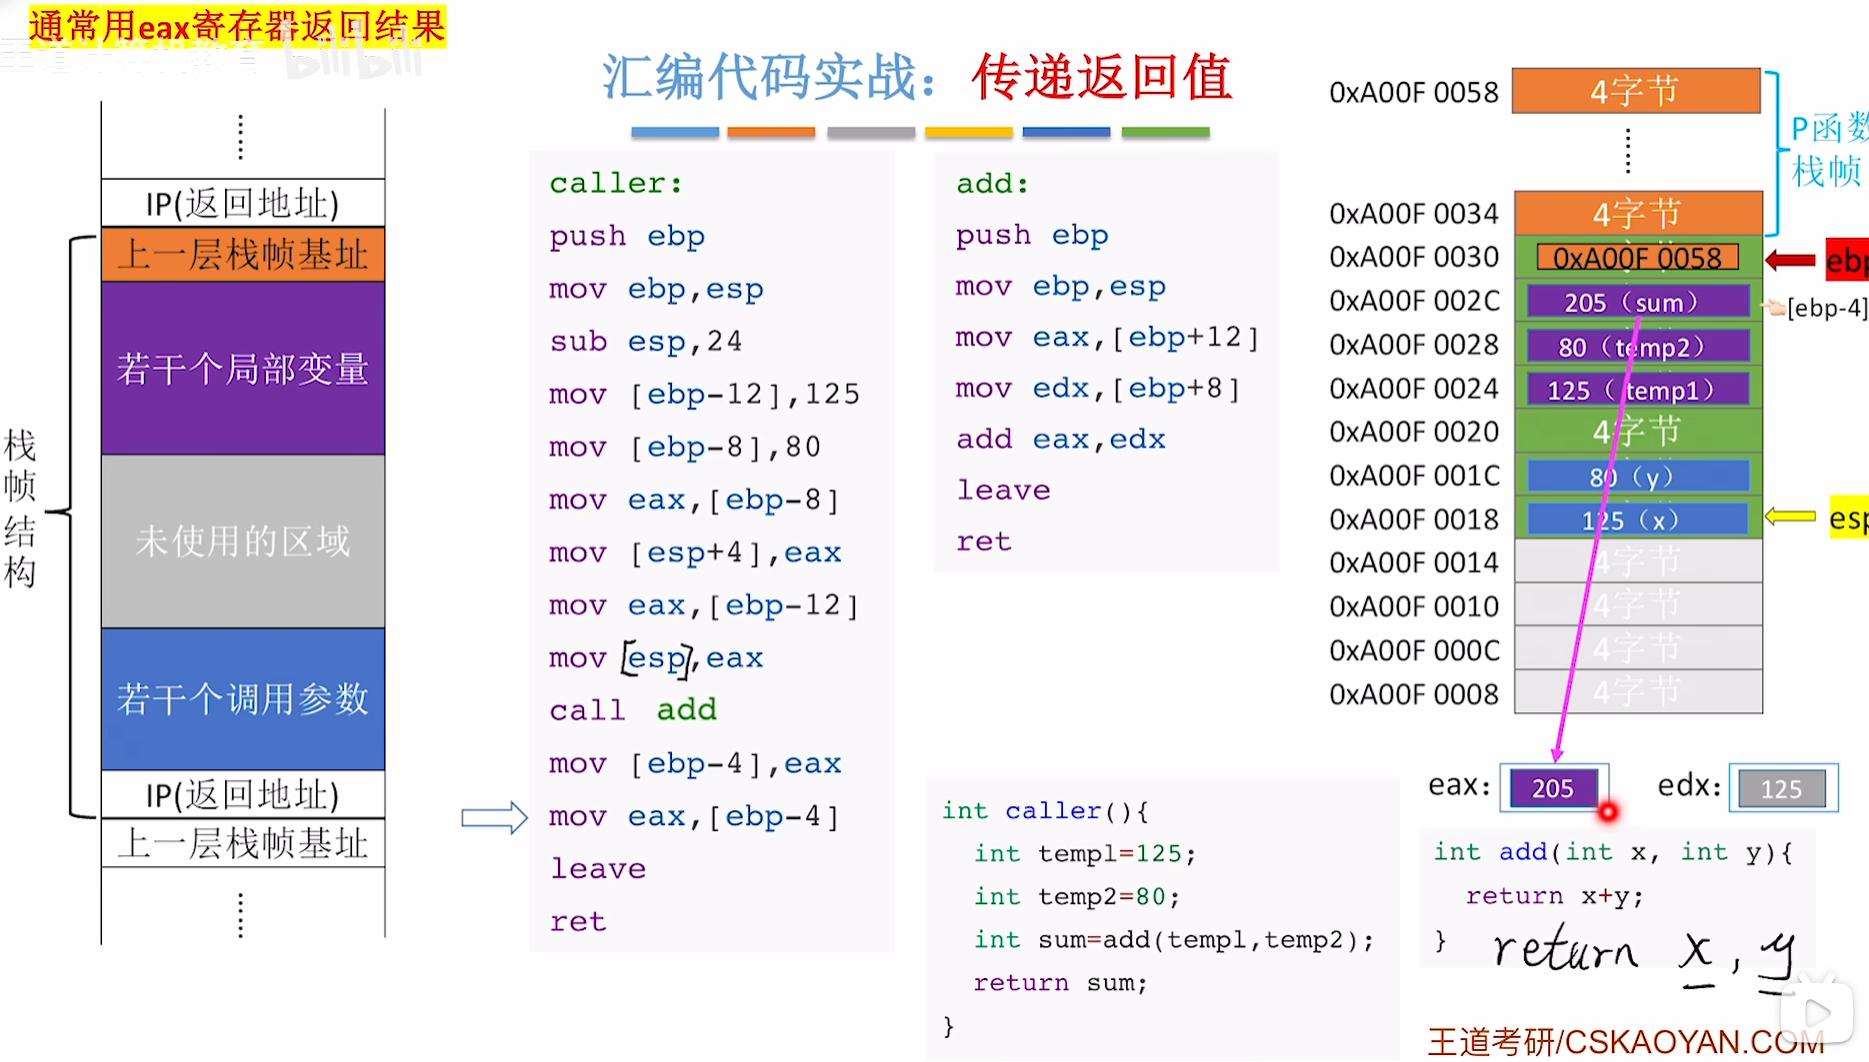 通常用eax寄存器返回结果
汇编代码实战：传递返回值
IP(返回地址)
上一层栈帧基址
若干个局部变量
未使用的区域
若干个调用参数
IP(返回地址)
上一层栈帧基址
栈帧结构
caller:
push ebp
mov ebp,esp
sub esp,24
mov [ebp-12],125
mov [ebp-8],80
mov eax,[ebp-8]
mov [esp+4],eax
mov eax,[ebp-12]
mov [esp],eax
call add
mov [ebp-4],eax
mov eax,[ebp-4]
leave
ret
add:
push ebp
mov ebp,esp
mov eax,[ebp+12]
mov edx,[ebp+8]
add eax,edx
leave
ret
int caller(){
int temp1=125;
int temp2=80;
int sum=add(temp1,temp2);
return sum;
}
0xA00F 0058 4字节
P函数
栈帧
0xA00F 0034 4字节
0xA00F 0030 0xA00F 0058 ebp
0xA00F 002C 205（sum） [ebp-4]
0xA00F 0028 80（temp2）
0xA00F 0024 125（temp1）
0xA00F 0020 4字节
0xA00F 001C 80（y）
0xA00F 0018 125（x） esp
0xA00F 0014 4字节
0xA00F 0010 4字节
0xA00F 000C 4字节
0xA00F 0008 4字节
eax: 205 edx: 125
int add(int x, int y){
return x+y;
}
return x, y
王道考研/CSKAOYAN.COM
王道计算机教育 bilibili